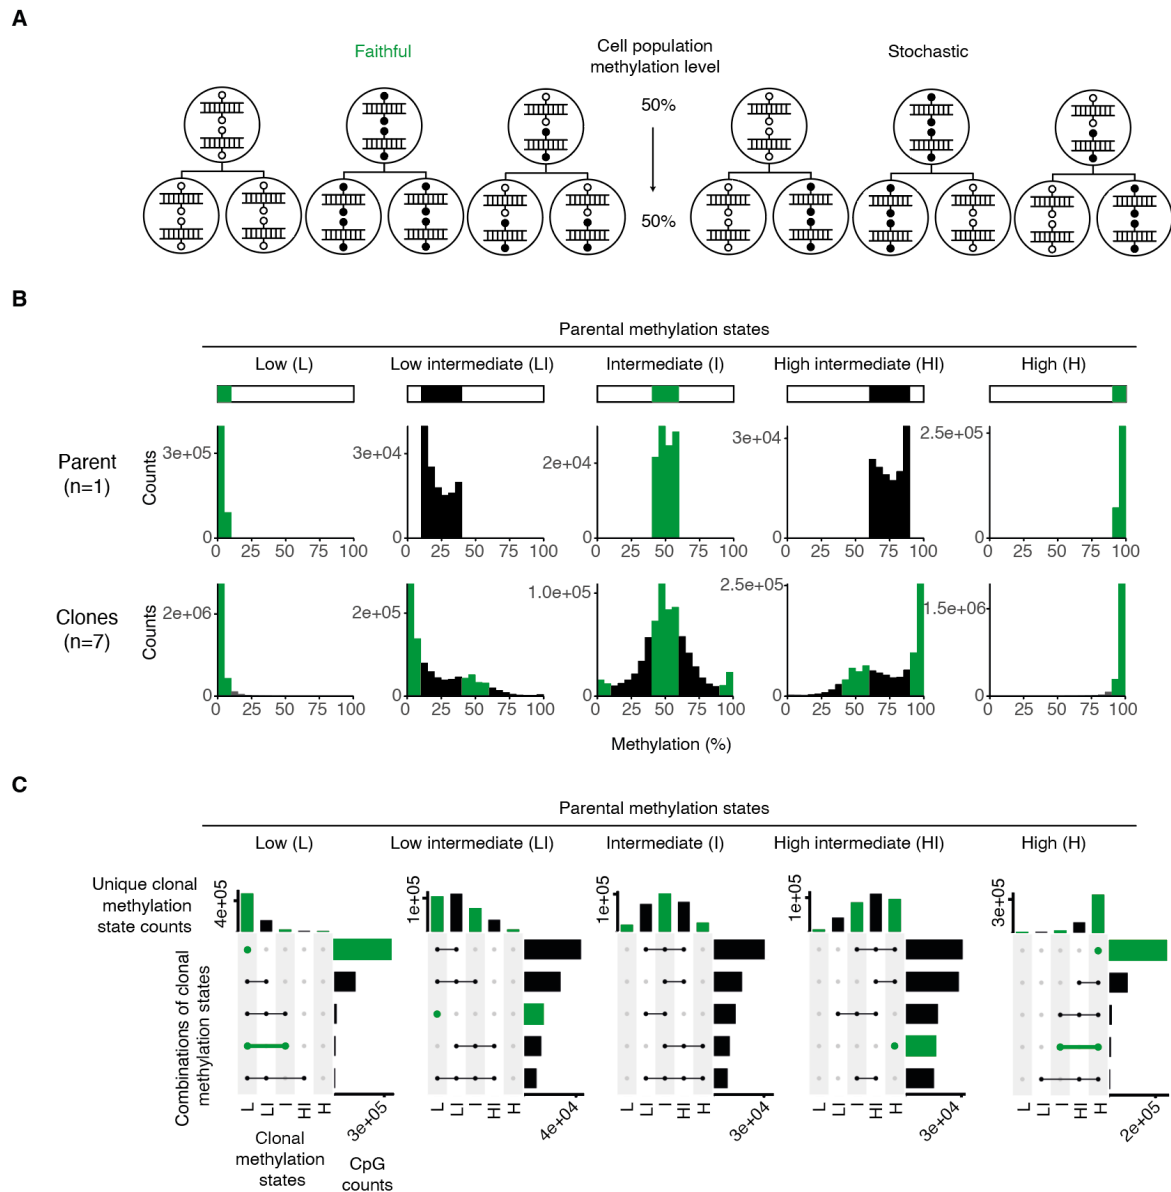 A
Faithful
Cell population
methylation level
Stochastic
50%
50%
B
Parental methylation states
Low (L)
Low intermediate (LI)
Intermediate (I)
High intermediate (HI)
High (H)
Parent
(n=1)
Counts
3e+05
0
0 25 50 75 100
3e+04
0
0 25 50 75 100
2e+04
0
0 25 50 75 100
3e+04
0
0 25 50 75 100
2.5e+05
0
0 25 50 75 100
Clones
(n=7)
Counts
2e+06
0
0 25 50 75 100
2e+05
0
0 25 50 75 100
1.0e+05
0
0 25 50 75 100
2.5e+05
0
0 25 50 75 100
1.5e+06
0
0 25 50 75 100
Methylation (%)
C
Parental methylation states
Low (L)
Low intermediate (LI)
Intermediate (I)
High intermediate (HI)
High (H)
Unique clonal
methylation
state counts
4e+05
1e+05
1e+05
1e+05
3e+05
Combinations of clonal
methylation states
L LI I HI H
3e+05
L LI I HI H
4e+04
L LI I HI H
3e+04
L LI I HI H
3e+04
L LI I HI H
2e+05
Clonal
methylation
states
CpG
counts